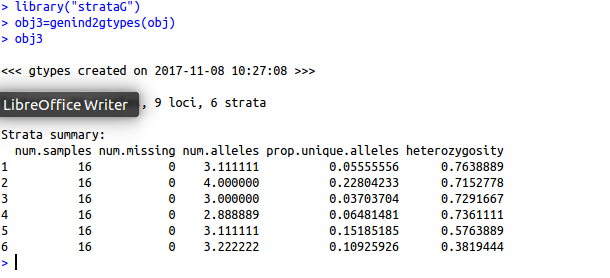 > library("strataG")
> obj3=genind2gtypes(obj)
> obj3
<<< gtypes created on 2017-11-08 10:27:08 >>>
LibreOffice Writer , 9 loci, 6 strata
Strata summary:
num.samples num.missing num.alleles prop.unique.alleles heterozygosity
1 16 0 3.111111 0.05555556 0.7638889
2 16 0 4.000000 0.22804233 0.7152778
3 16 0 3.000000 0.03703704 0.7291667
4 16 0 2.888889 0.06481481 0.7361111
5 16 0 3.111111 0.15185185 0.5763889
6 16 0 3.222222 0.10925926 0.3819444
>